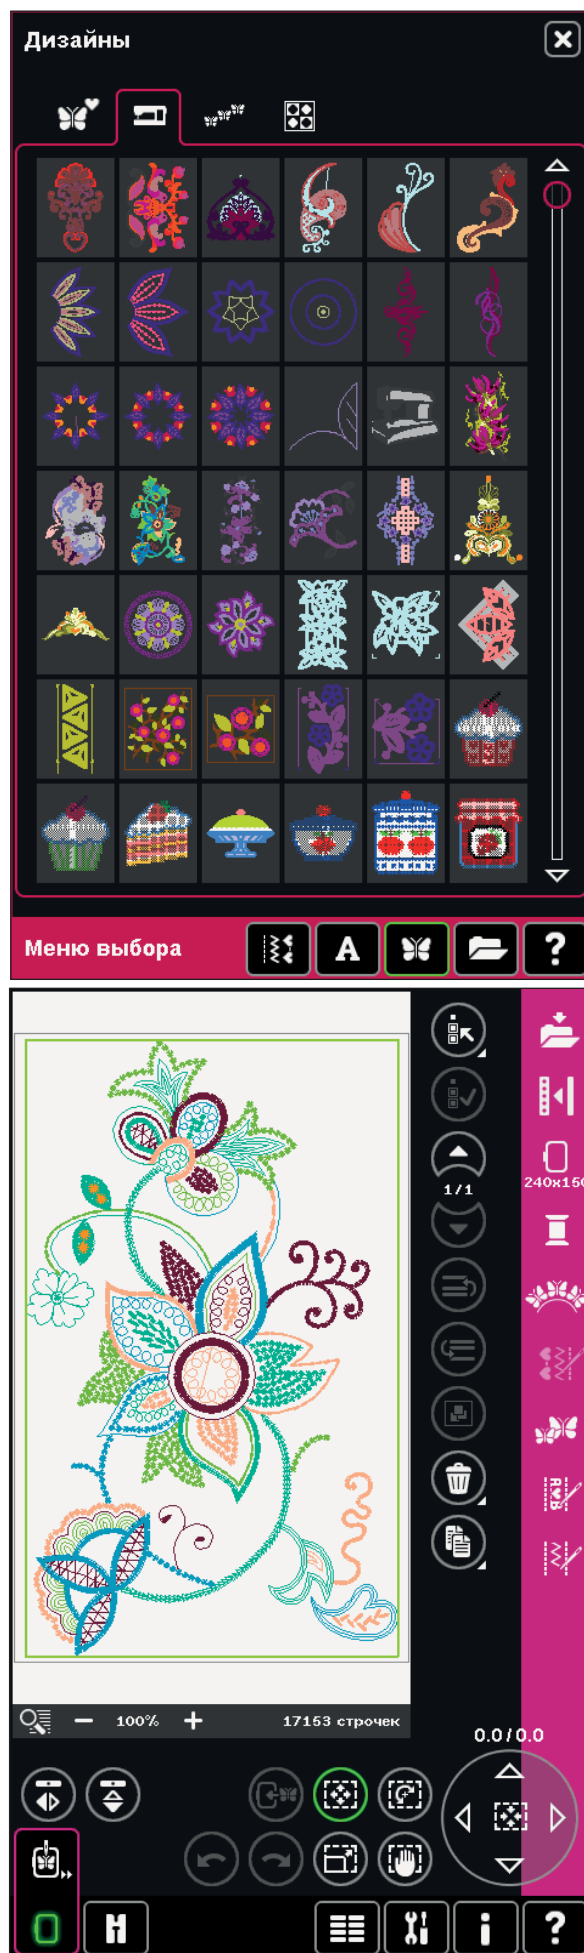 Дизайны
Меню выбора
A
?
1/1
240x150
A
B
100%
17153 строчек
0.0/0.0
?